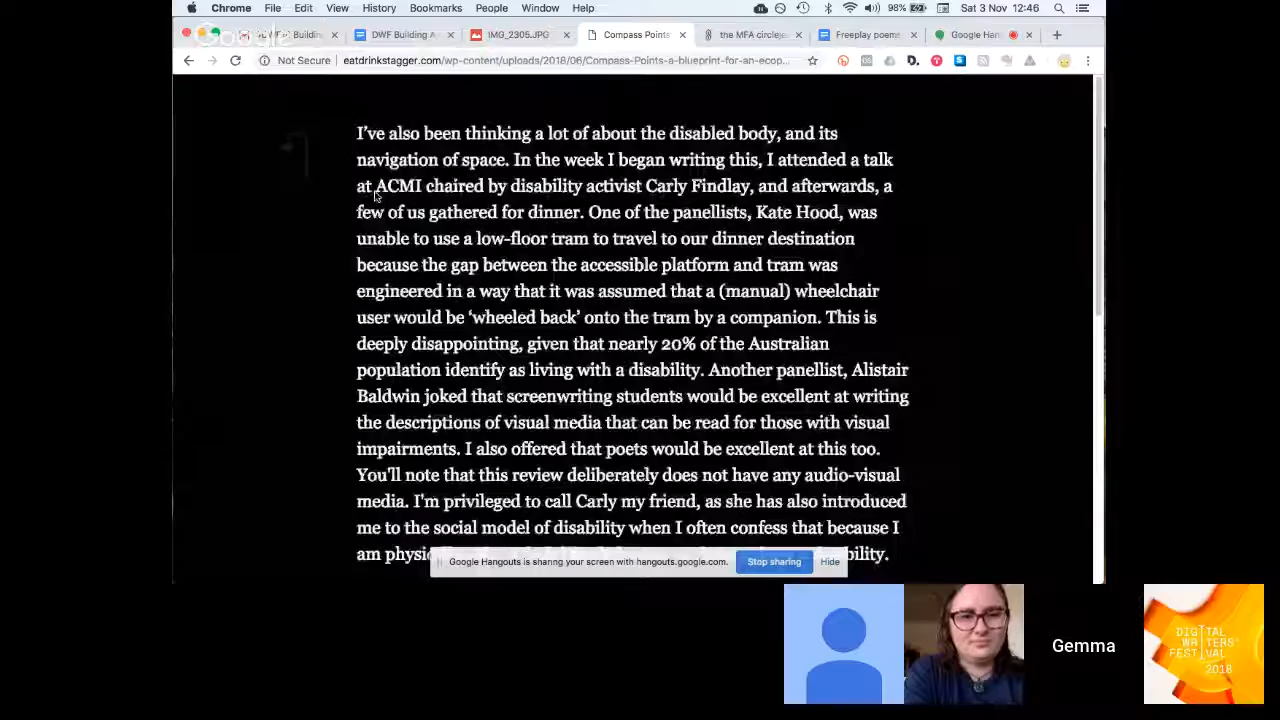 Chrome File Edit View History Bookmarks People Window Help 98% Sat 3 Nov 12:46
Google
Building DWF Building A IMG_2305.JPG Compass Points the MFA circleje Freeplay poems Google Han
Not Secure eatdrinkstagger.com/wp-content/uploads/2018/06/Compass-Points-a-blueprint-for-an-ecop...
I've also been thinking a lot of about the disabled body, and its
navigation of space. In the week I began writing this, I attended a talk
at ACMI chaired by disability activist Carly Findlay, and afterwards, a
few of us gathered for dinner. One of the panellists, Kate Hood, was
unable to use a low-floor tram to travel to our dinner destination
because the gap between the accessible platform and tram was
engineered in a way that it was assumed that a (manual) wheelchair
user would be ‘wheeled back’ onto the tram by a companion. This is
deeply disappointing, given that nearly 20% of the Australian
population identify as living with a disability. Another panellist, Alistair
Baldwin joked that screenwriting students would be excellent at writing
the descriptions of visual media that can be read for those with visual
impairments. I also offered that poets would be excellent at this too.
You'll note that this review deliberately does not have any audio-visual
media. I'm privileged to call Carly my friend, as she has also introduced
me to the social model of disability when I often confess that because I
am physic
Google Hangouts is sharing your screen with hangouts.google.com. Stop sharing Hide
Gemma
DIGITAL
WRITERS'
FESTIVAL
2018